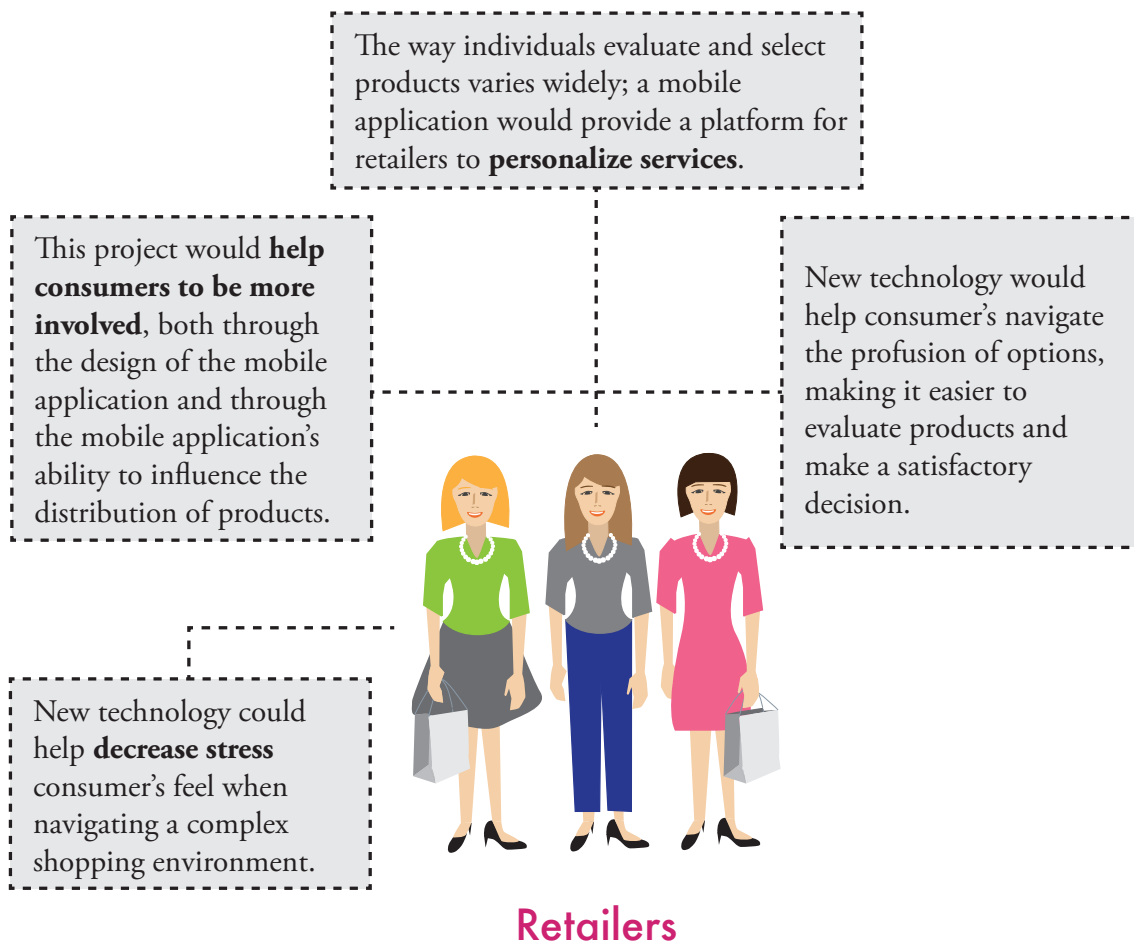 The way individuals evaluate and select
products varies widely; a mobile
application would provide a platform for
retailers to personalize services.
This project would help
consumers to be more
involved, both through
the design of the mobile
application and through
the mobile application’s
ability to influence the
distribution of products.
New technology would
help consumer’s navigate
the profusion of options,
making it easier to
evaluate products and
make a satisfactory
decision.
New technology could
help decrease stress
consumer’s feel when
navigating a complex
shopping environment.
Retailers